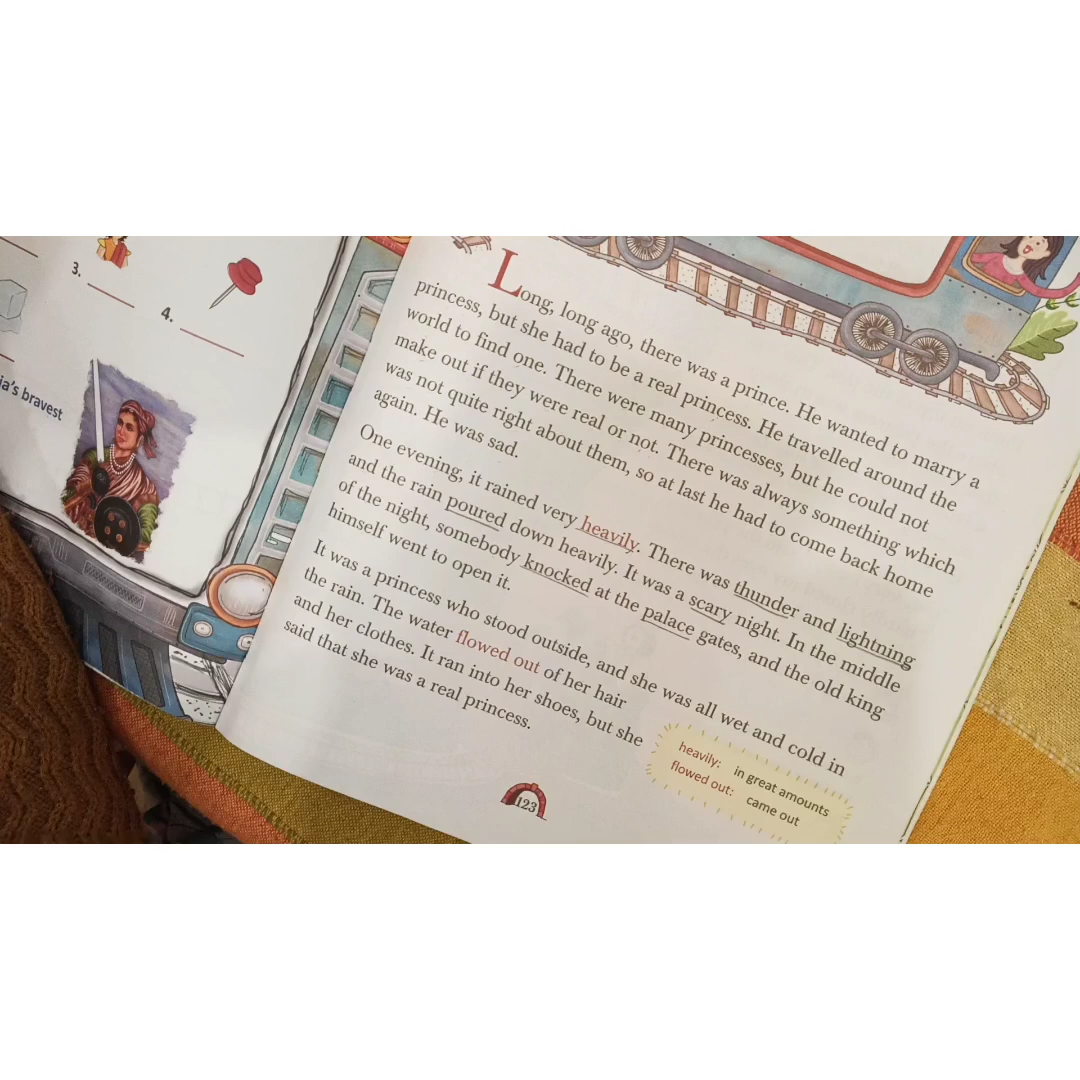 3.
4.
ja's bravest
Long, long ago, there was a prince. He wanted to marry a
princess, but she had to be a real princess. He travelled around the
world to find one. There were many princesses, but he could not
make out if they were real or not. There was always something which
was not quite right about them, so at last he had to come back home
again. He was sad.
One evening, it rained very heavily. There was thunder and lightning
and the rain poured down heavily. It was a scary night. In the middle
of the night, somebody knocked at the palace gates, and the old king
himself went to open it.
It was a princess who stood outside, and she was all wet and cold in
the rain. The water flowed out of her hair
and her clothes. It ran into her shoes, but she
said that she was a real princess.
heavily: in great amounts
flowed out: came out
123